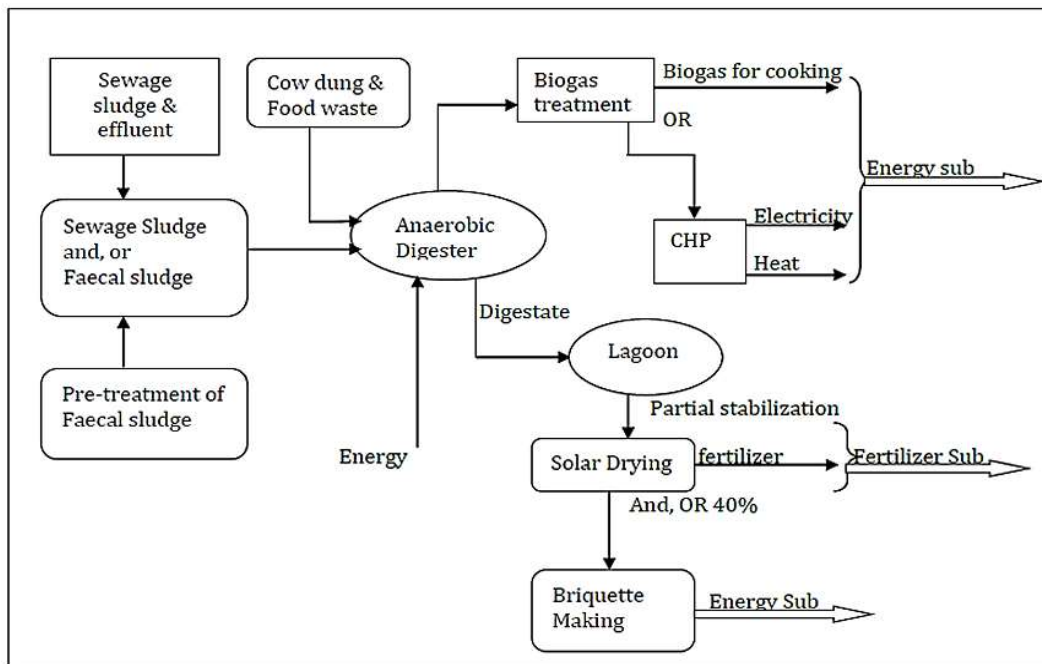 Sewage
sludge &
effluent
Cow dung &
Food waste
Biogas
treatment
Biogas for cooking
OR
Energy sub
Sewage Sludge
and, or
Faecal sludge
Anaerobic
Digester
CHP
Electricity
Heat
Digestate
Lagoon
Pre-treatment of
Faecal sludge
Partial stabilization
Energy
Solar Drying
fertilizer
Fertilizer Sub
And, OR 40%
Briquette
Making
Energy Sub